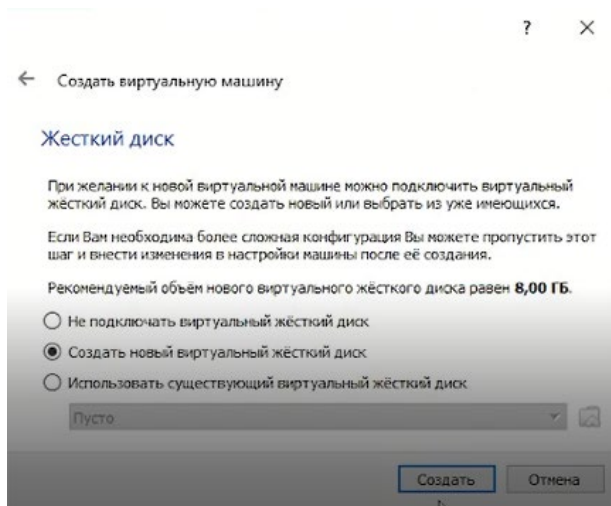 ?
Создать виртуальную машину
Жесткий диск
При желании к новой виртуальной машине можно подключить виртуальный
жёсткий диск. Вы можете создать новый или выбрать из уже имеющихся.
Если Вам необходима более сложная конфигурация Вы можете пропустить этот
шаг и внести изменения в настройки машины после её создания.
Рекомендуемый объём нового виртуального жёсткого диска равен 8,00 ГБ.
Не подключать виртуальный жёсткий диск
Создать новый виртуальный жёсткий диск
Использовать существующий виртуальный жёсткий диск
Пусто
Создать Отмена